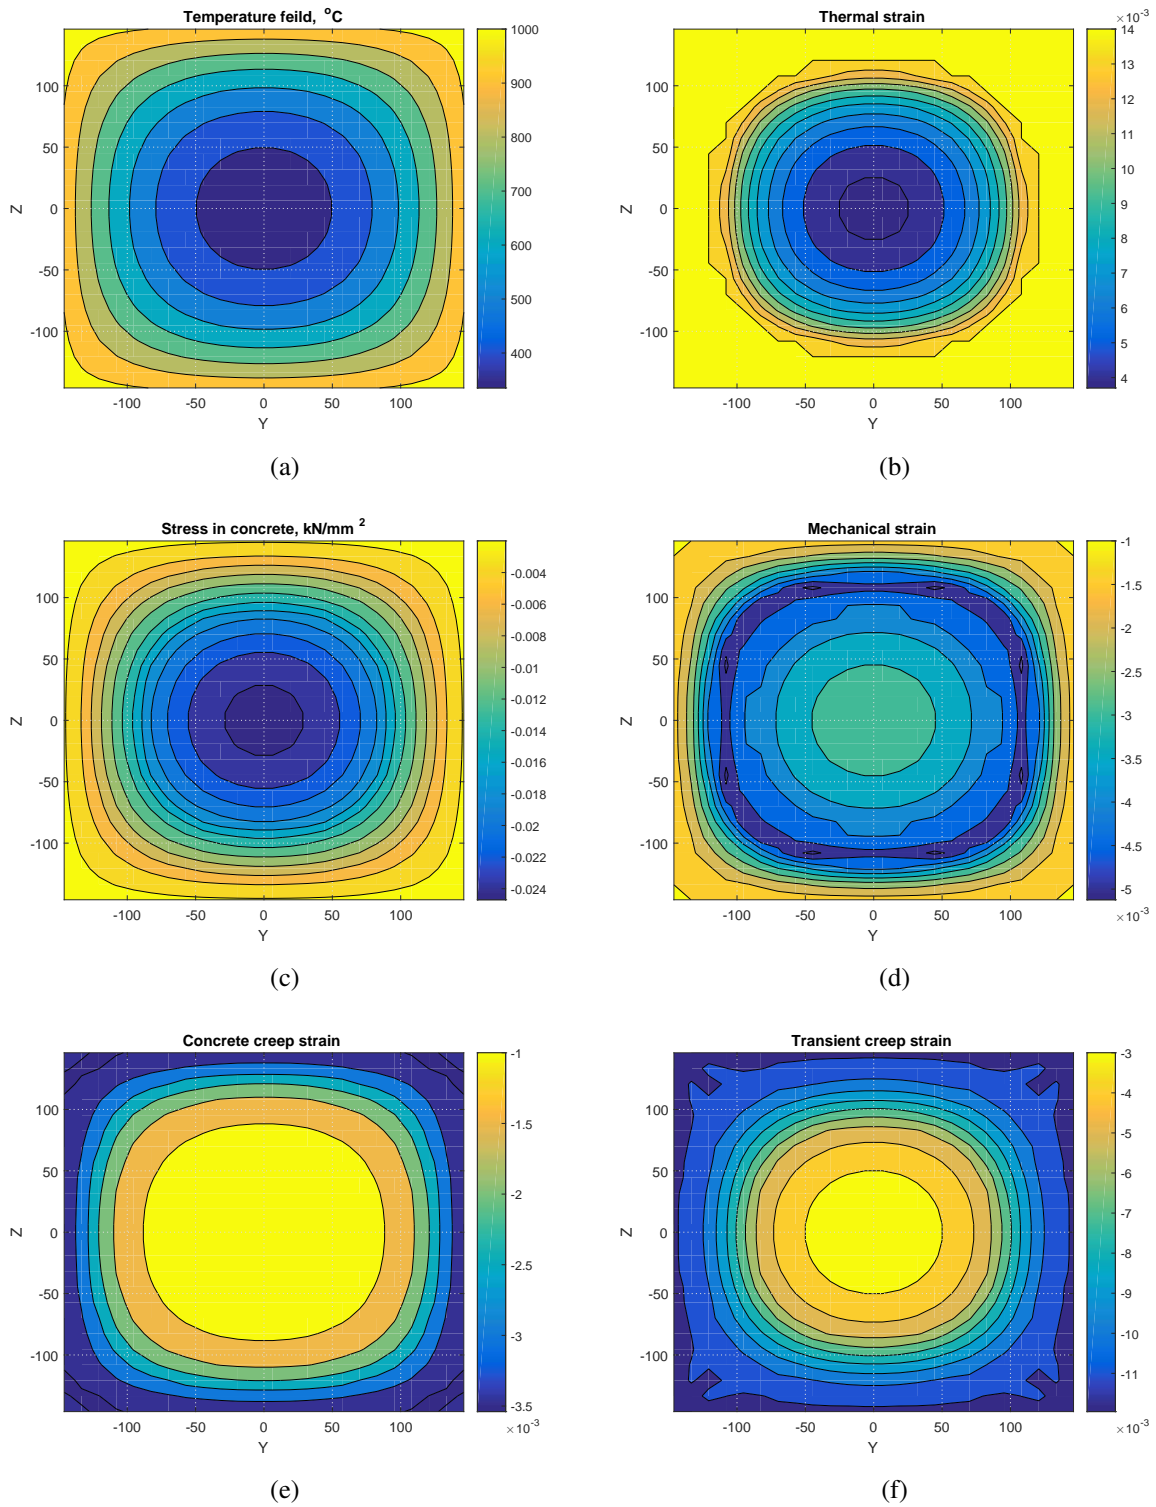 Temperature feild, °C
1000
900
800
700
600
500
400
100
50
0
-50
-100
Z
-100 -50 0 50 100
Y
(a)
Thermal strain
×10-3
14
13
12
11
10
9
8
7
6
5
4
100
50
0
-50
-100
Z
-100 -50 0 50 100
Y
(b)
Stress in concrete, kN/mm 2
-0.004
-0.006
-0.008
-0.01
-0.012
-0.014
-0.016
-0.018
-0.02
-0.022
-0.024
100
50
0
-50
-100
Z
-100 -50 0 50 100
Y
(c)
Mechanical strain
-1
-1.5
-2
-2.5
-3
-3.5
-4
-4.5
-5
×10-3
100
50
0
-50
-100
Z
-100 -50 0 50 100
Y
(d)
Concrete creep strain
-1
-1.5
-2
-2.5
-3
-3.5
×10-3
100
50
0
-50
-100
Z
-100 -50 0 50 100
Y
(e)
Transient creep strain
-3
-4
-5
-6
-7
-8
-9
-10
-11
×10-3
100
50
0
-50
-100
Z
-100 -50 0 50 100
Y
(f)